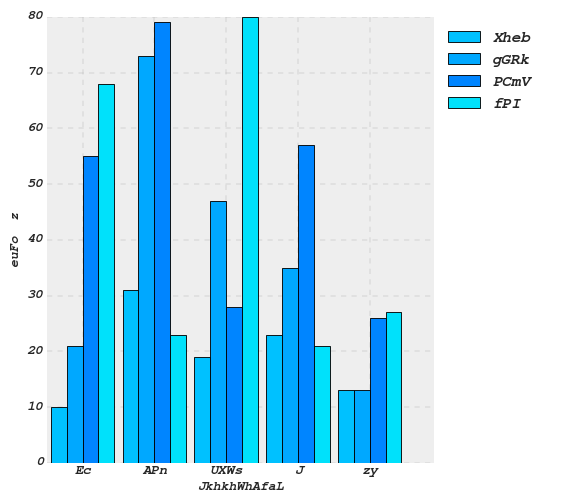 80
70
60
50
40
30
20
10
0
euFo z
Ec APn UXWs J zy
JkhkhWhAfaL
Xheb
gGRk
PCmV
fPI